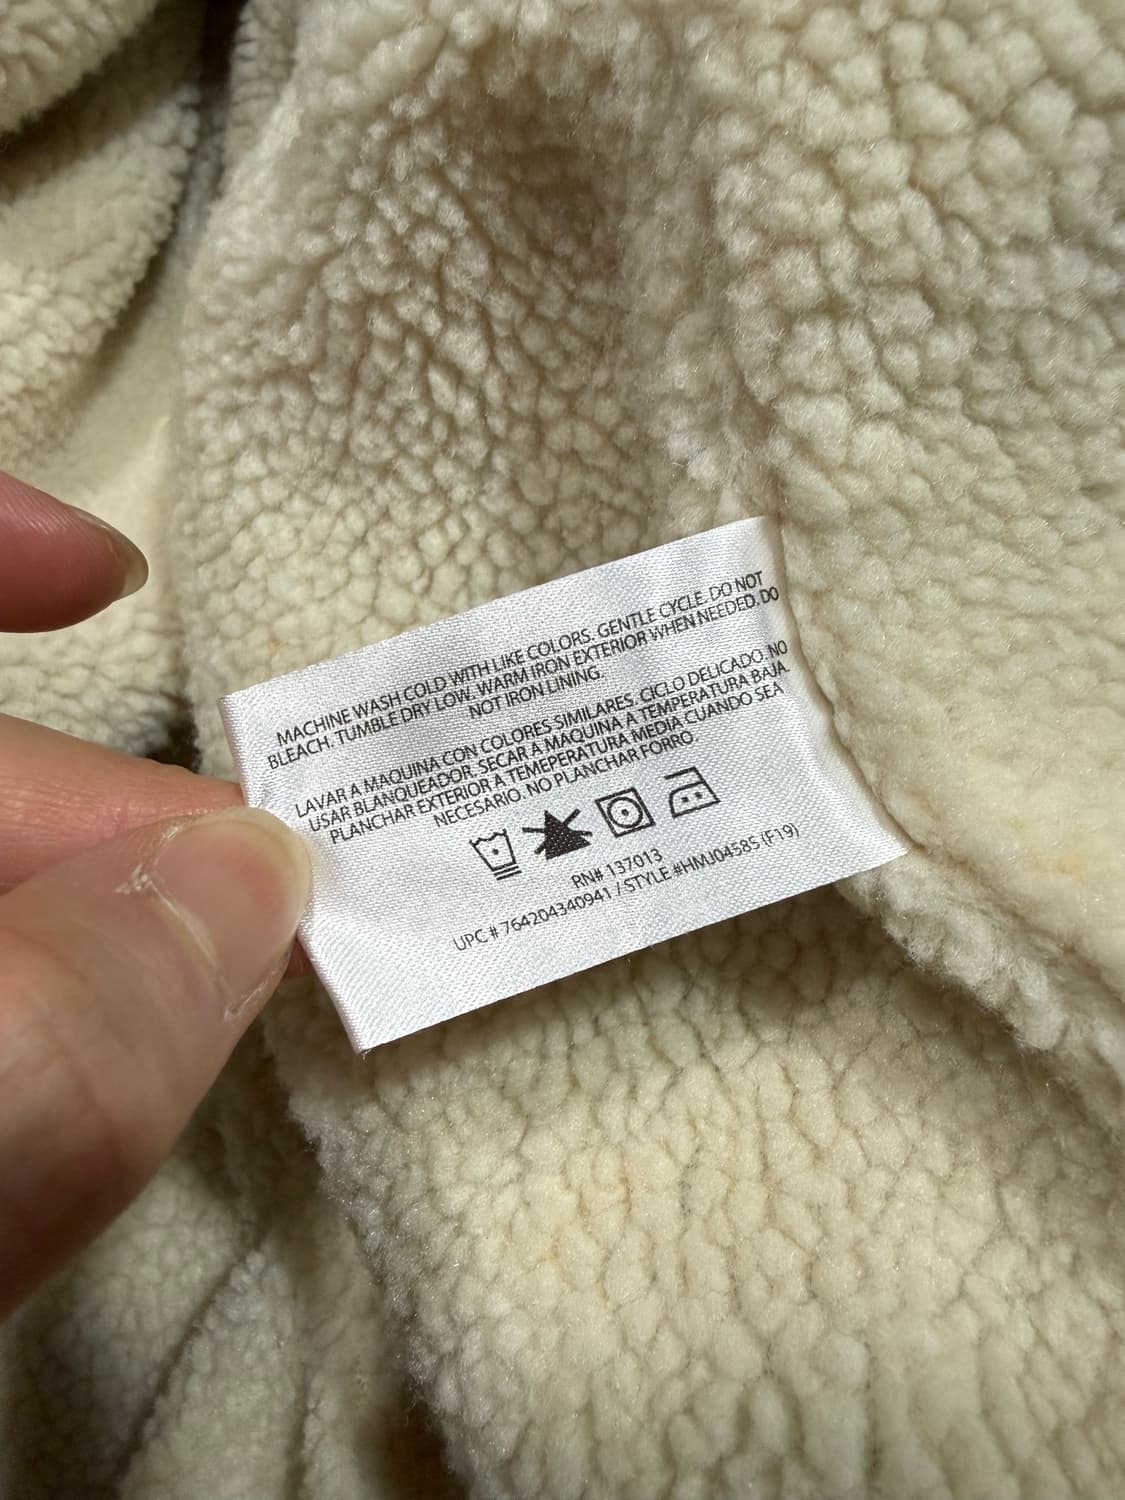 MACHINE WASH COLD WITH LIKE COLORS. GENTLE CYCLE. DO NOT
BLEACH. TUMBLE DRY LOW. WARM IRON EXTERIOR WHEN NEEDED. DO
NOT IRON LINING.
LAVAR A MAQUINA CON COLORES SIMILARES. CICLO DELICADO. NO
USAR BLANQUEADOR. SECAR A MAQUINA A TEMPERATURA BAJA.
PLANCHAR EXTERIOR A TEMEPERATURA MEDIA CUANDO SEA
NECESARIO. NO PLANCHAR FORRO
RN# 137013
UPC # 764204340941 / STYLE #HMJ0458S (F19)